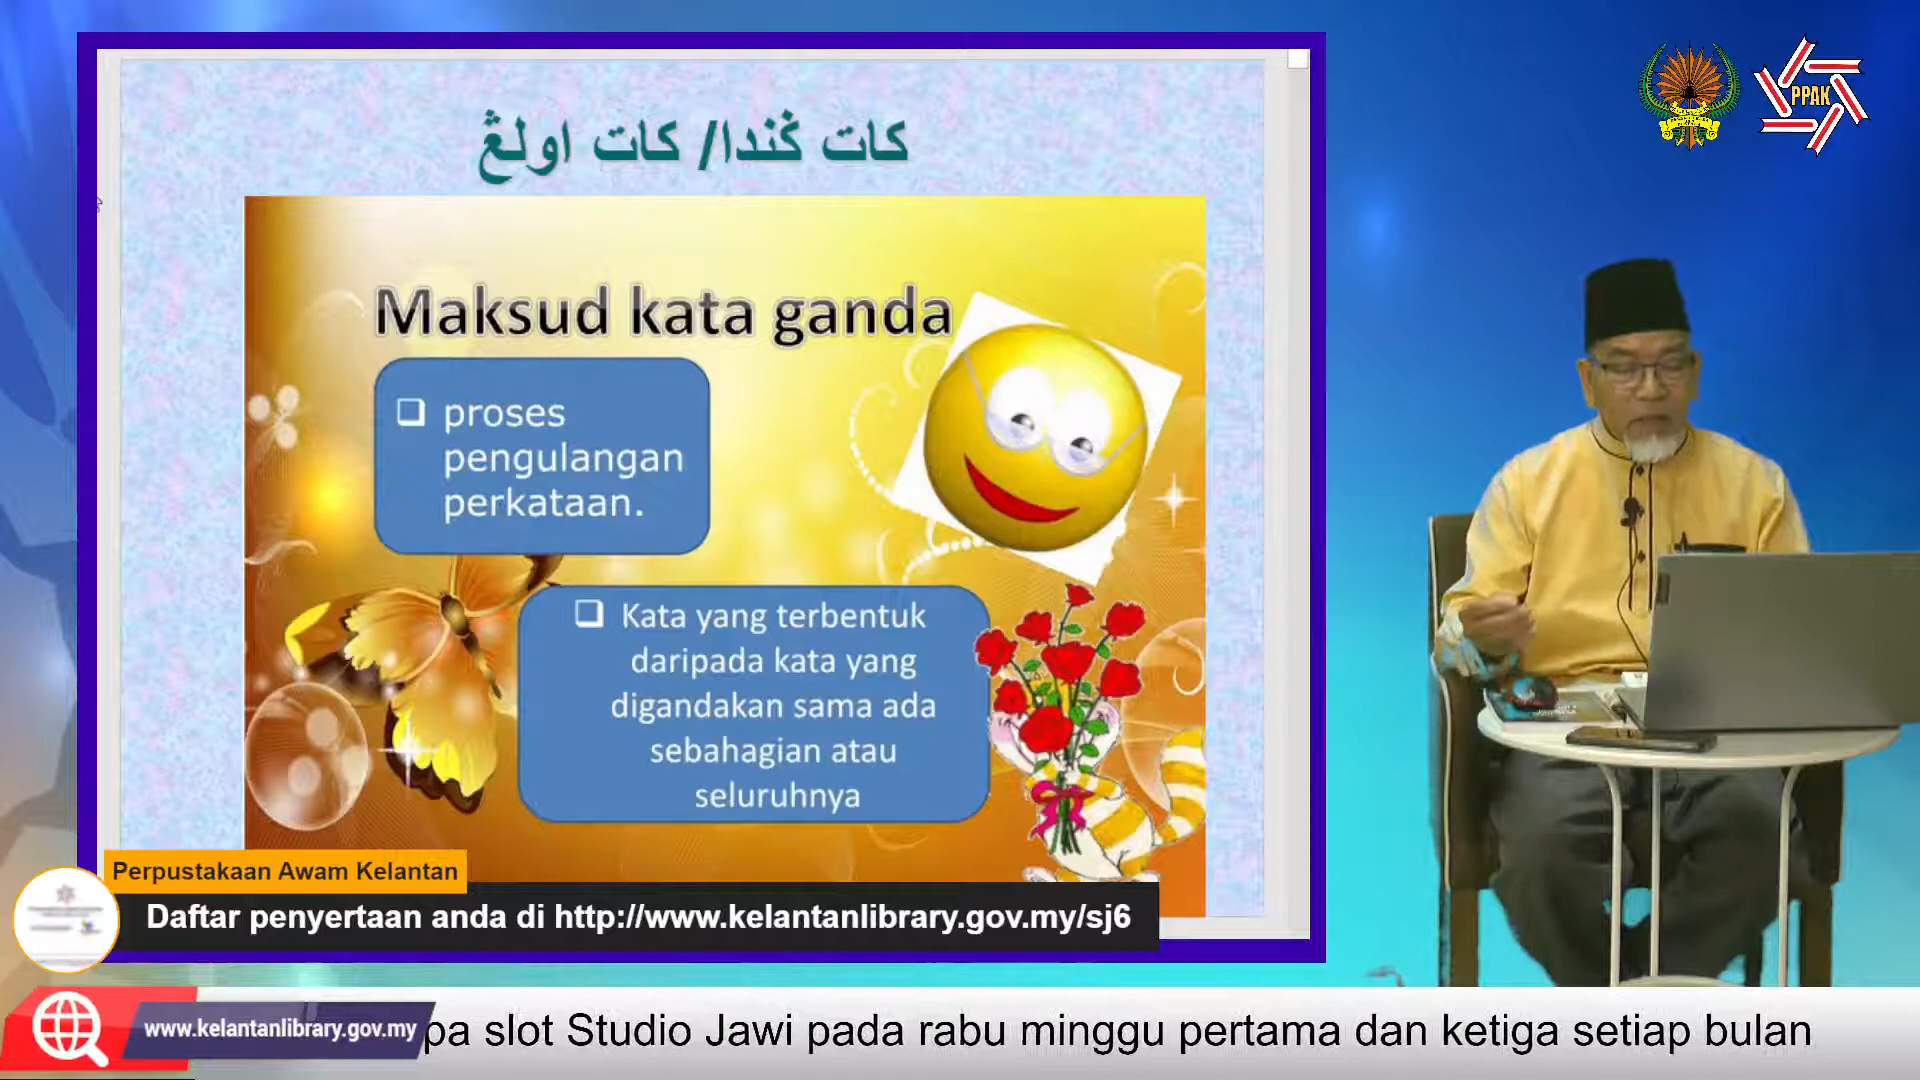 كات ݢندا/ كات اولڠ
Maksud kata ganda
proses
pengulangan
perkataan.
Kata yang terbentuk
daripada kata yang
digandakan sama ada
sebahagian atau
seluruhnya
PPAK
Perpustakaan Awam Kelantan
Daftar penyertaan anda di http://www.kelantanlibrary.gov.my/sj6
www.kelantanlibrary.gov.my
pa slot Studio Jawi pada rabu minggu pertama dan ketiga setiap bulan